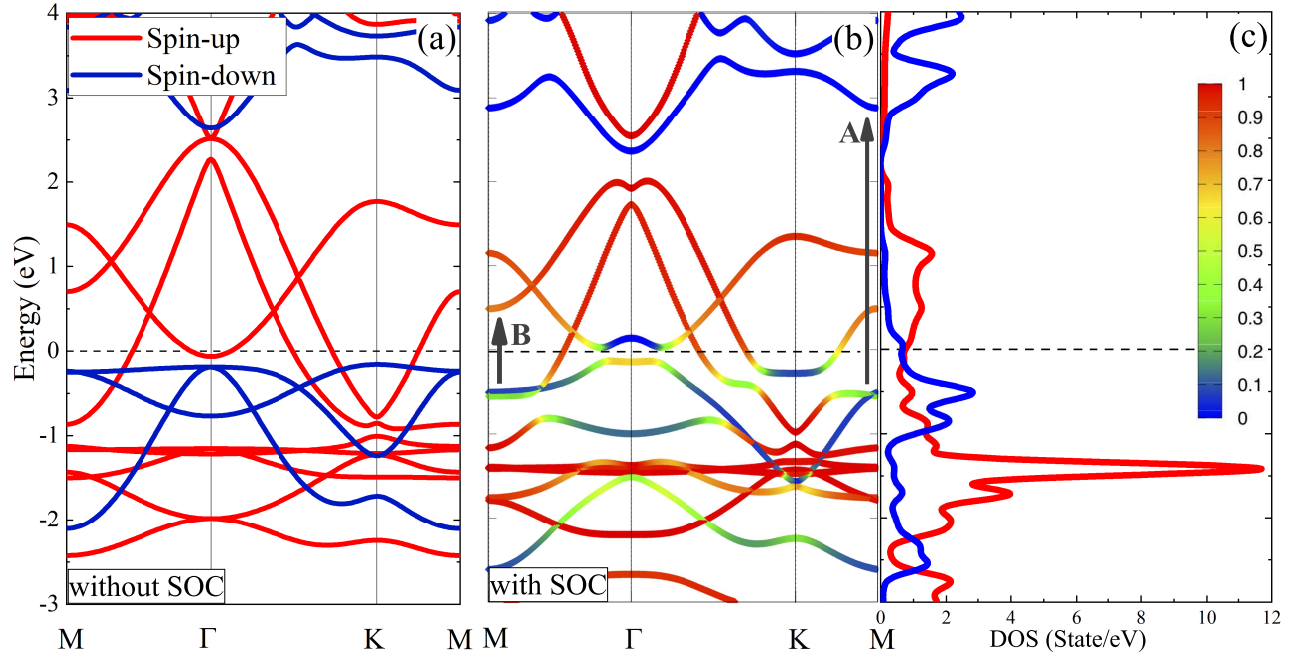 Spin-up
Spin-down
(a)
(b)
(c)
4
3
2
1
0
-1
-2
-3
Energy (eV)
A
B
1
0.9
0.8
0.7
0.6
0.5
0.4
0.3
0.2
0.1
0
without SOC
with SOC
0 2 4 6 8 10 12
M Γ K M M Γ K M
DOS (State/eV)